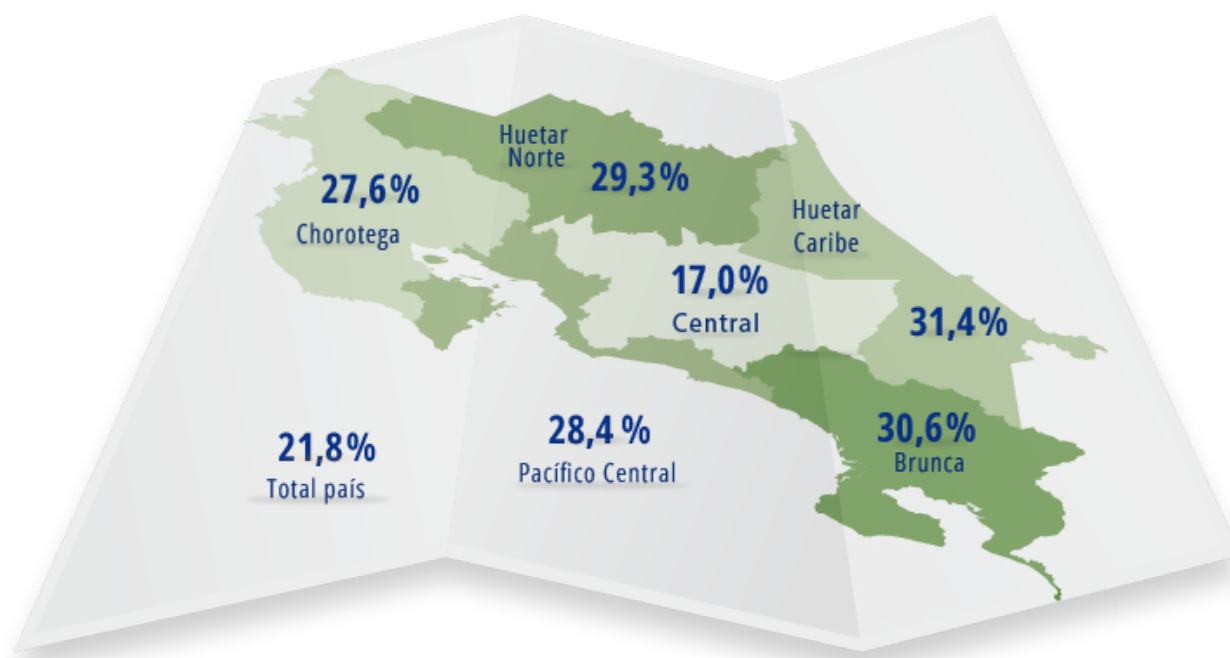 Huetar
Norte
29,3%
27,6%
Chorotega
Huetar
Caribe
31,4%
17,0%
Central
30,6%
Brunca
28,4%
Pacífico Central
21,8%
Total país